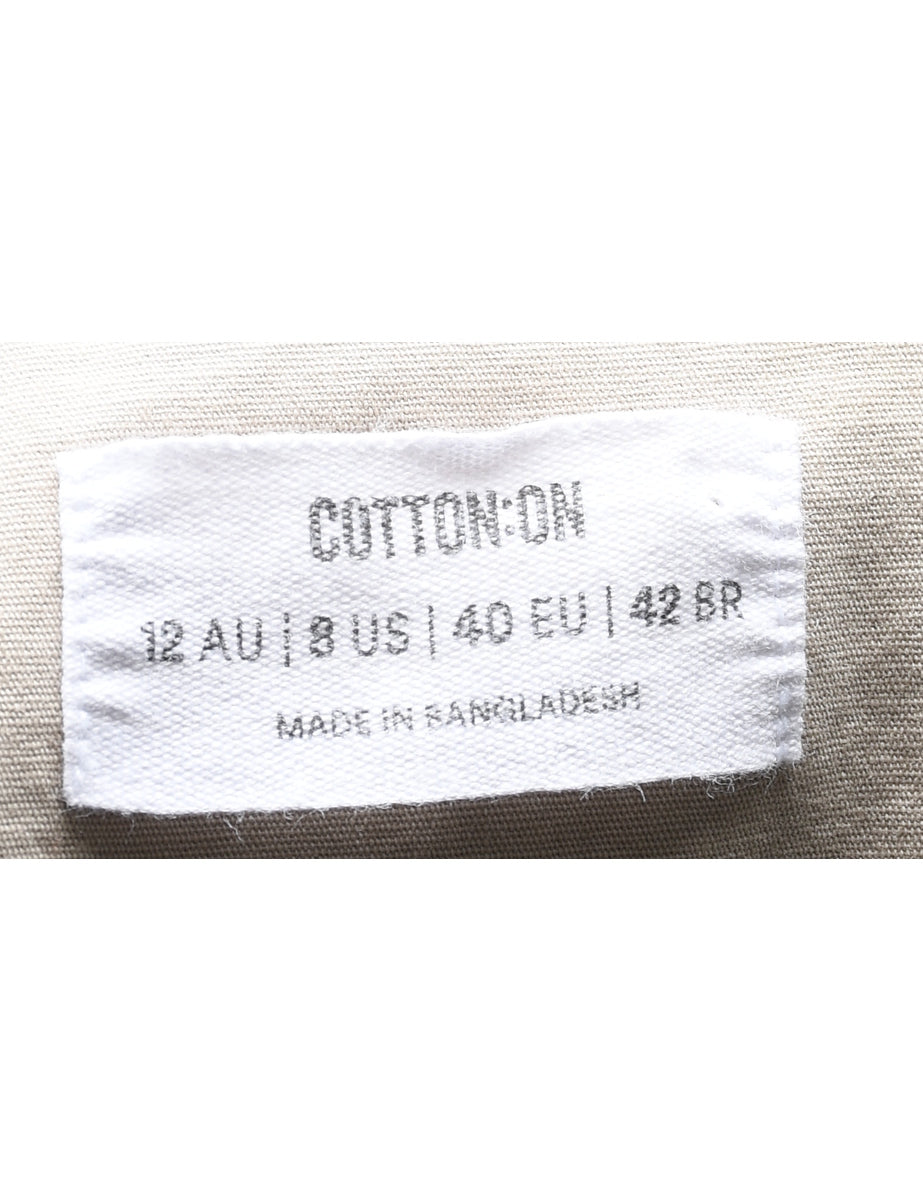 COTTON:ON
12 AU | 8 US | 40 EU | 42 BR
MADE IN BANGLADESH